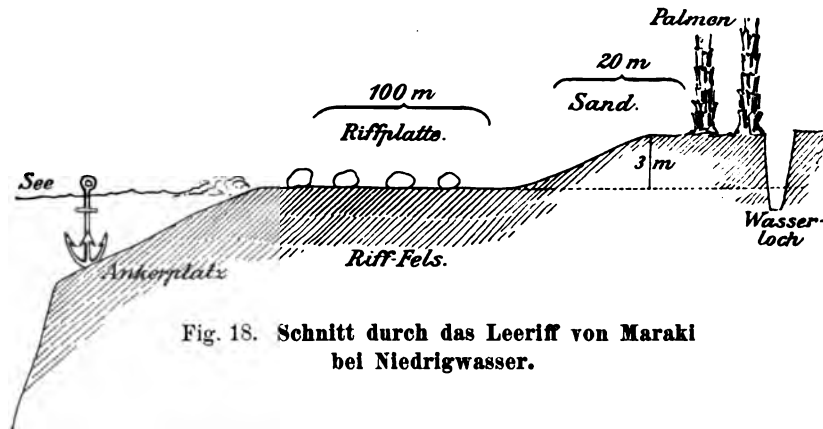 Palmen
20 m
Sand.
100 m
Riffplatte.
See
3 m
Wasser-
loch
Ankerplatz
Riff-Fels.
Fig. 18. Schnitt durch das Leeriff von Maraki
bei Niedrigwasser.